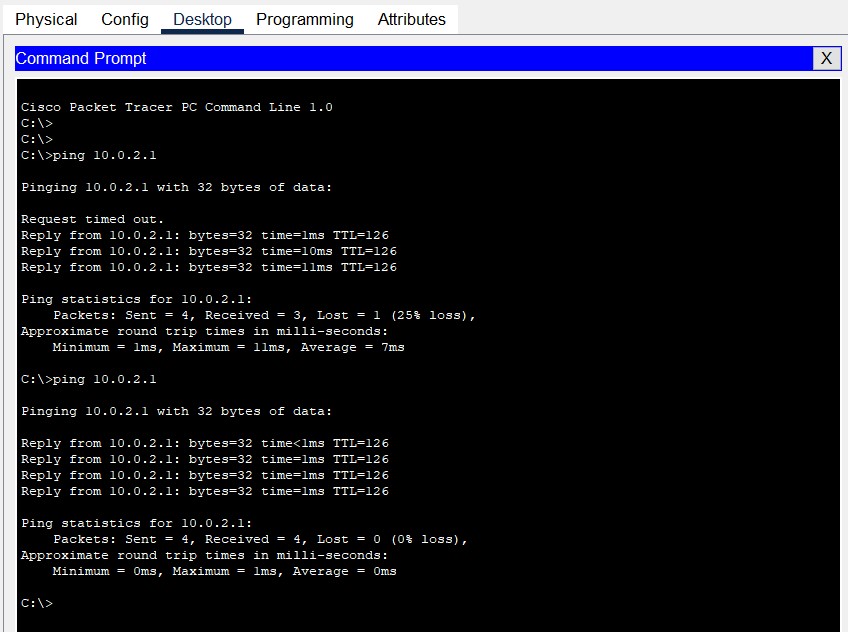 Physical Config Desktop Programming Attributes
Command Prompt X
Cisco Packet Tracer PC Command Line 1.0
C:\>
C:\>
C:\>ping 10.0.2.1
Pinging 10.0.2.1 with 32 bytes of data:
Request timed out.
Reply from 10.0.2.1: bytes=32 time=1ms TTL=126
Reply from 10.0.2.1: bytes=32 time=10ms TTL=126
Reply from 10.0.2.1: bytes=32 time=11ms TTL=126
Ping statistics for 10.0.2.1:
Packets: Sent = 4, Received = 3, Lost = 1 (25% loss),
Approximate round trip times in milli-seconds:
Minimum = 1ms, Maximum = 11ms, Average = 7ms
C:\>ping 10.0.2.1
Pinging 10.0.2.1 with 32 bytes of data:
Reply from 10.0.2.1: bytes=32 time<1ms TTL=126
Reply from 10.0.2.1: bytes=32 time=1ms TTL=126
Reply from 10.0.2.1: bytes=32 time=1ms TTL=126
Reply from 10.0.2.1: bytes=32 time=1ms TTL=126
Ping statistics for 10.0.2.1:
Packets: Sent = 4, Received = 4, Lost = 0 (0% loss),
Approximate round trip times in milli-seconds:
Minimum = 0ms, Maximum = 1ms, Average = 0ms
C:\>